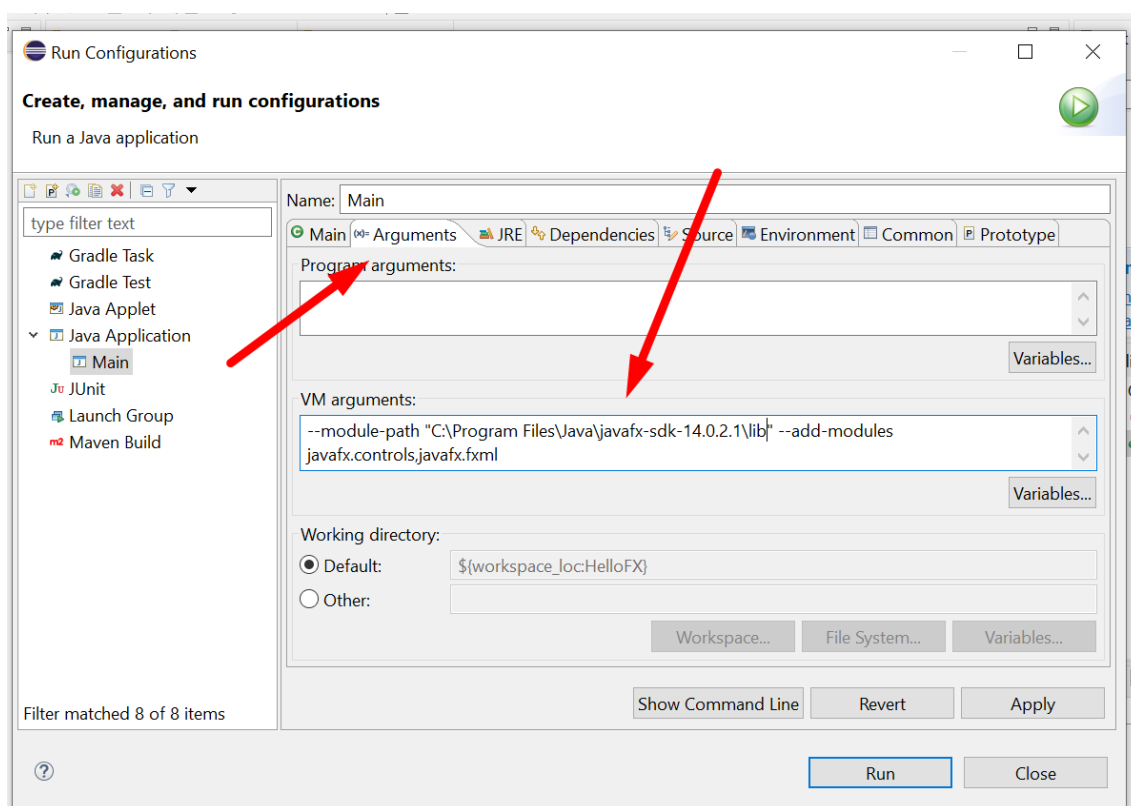 Run Configurations
Create, manage, and run configurations
Run a Java application
type filter text
Gradle Task
Gradle Test
Java Applet
Java Application
Main
JUnit
Launch Group
Maven Build
Filter matched 8 of 8 items
Name: Main
Main Arguments JRE Dependencies Source Environment Common Prototype
Program arguments:
Variables...
VM arguments:
--module-path "C:\Program Files\Java\javafx-sdk-14.0.2.1\lib" --add-modules
javafx.controls,javafx.fxml
Variables...
Working directory:
Default: ${workspace_loc:HelloFX}
Other:
Workspace... File System... Variables...
Show Command Line Revert Apply
Run Close